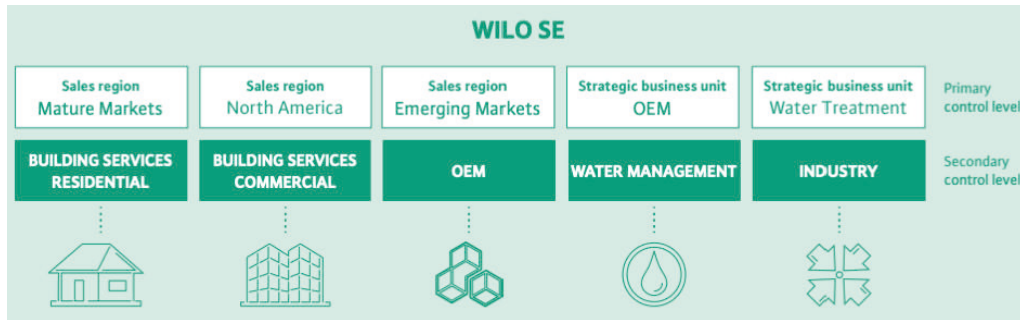 WILO SE
Sales region
Mature Markets
Sales region
North America
Sales region
Emerging Markets
Strategic business unit
OEM
Strategic business unit
Water Treatment
Primary
control level
BUILDING SERVICES
RESIDENTIAL
BUILDING SERVICES
COMMERCIAL
OEM
WATER MANAGEMENT
INDUSTRY
Secondary
control level